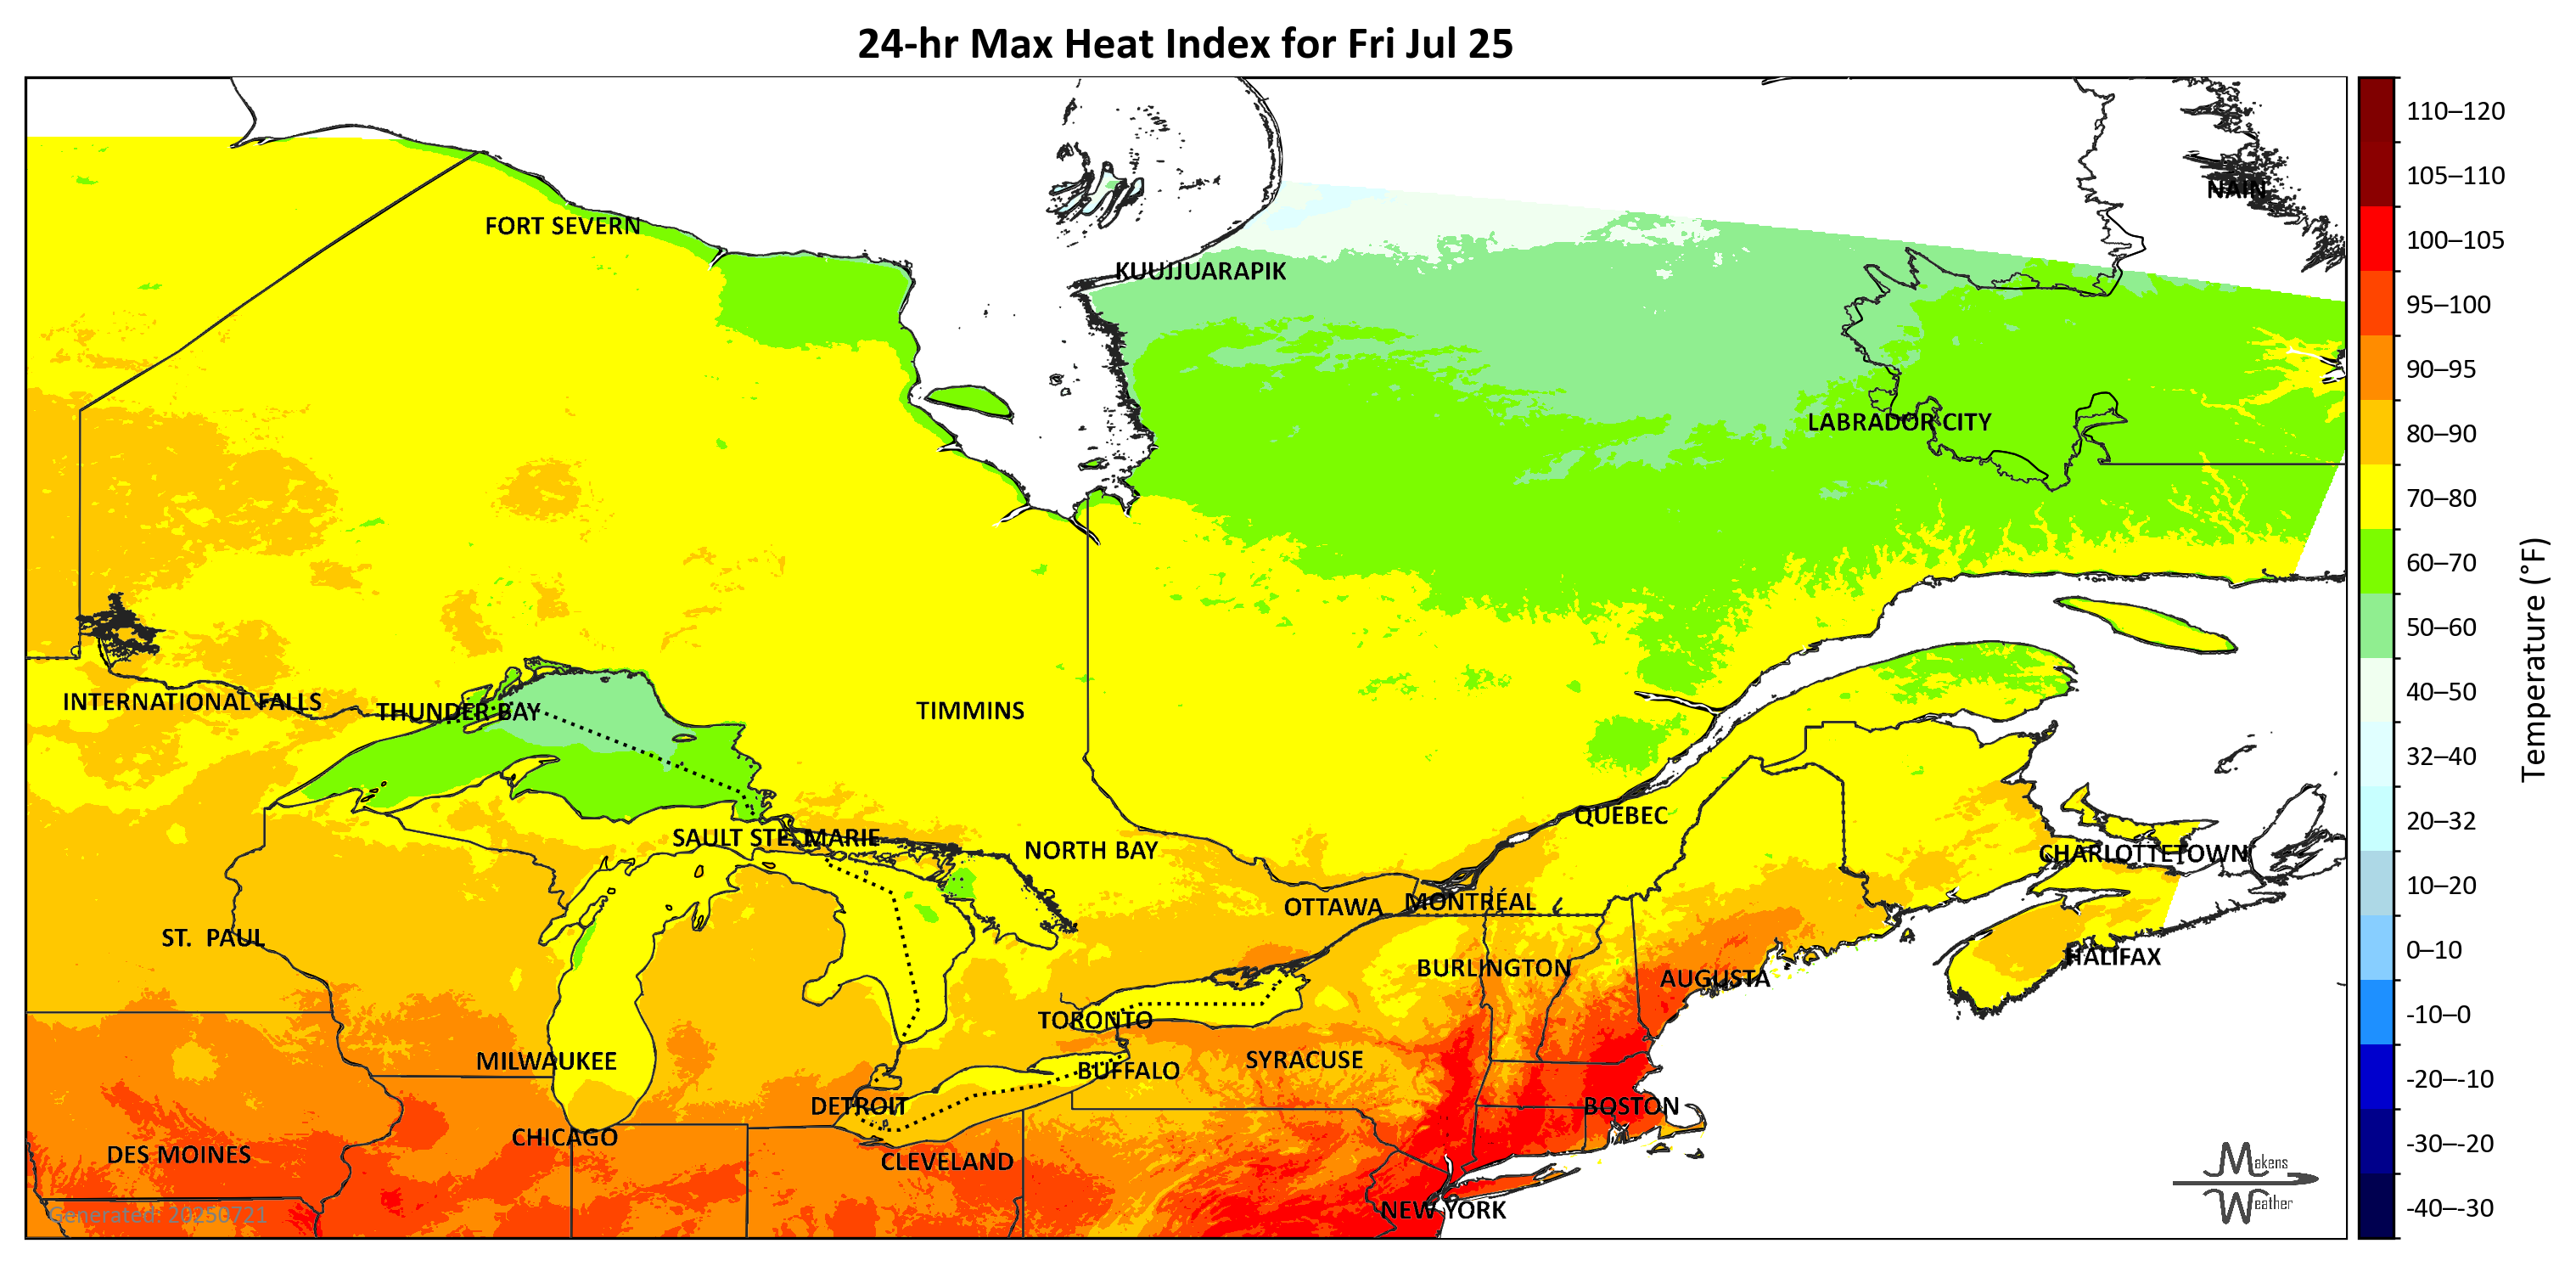 24-hr Max Heat Index for Fri Jul 25
NAIN
FORT SEVERN
KUUJJUARAPIK
LABRADOR CITY
INTERNATIONAL FALLS
THUNDER BAY
TIMMINS
QUEBEC
SAULT STE. MARIE
NORTH BAY
CHARLOTTETOWN
OTTAWA
MONTRÉAL
ST. PAUL
HALIFAX
BURLINGTON
AUGUSTA
TORONTO
MILWAUKEE
BUFFALO
SYRACUSE
DETROIT
BOSTON
CHICAGO
DES MOINES
CLEVELAND
NEW YORK
Generated: 20250721
Makens
Weather
110–120
105–110
100–105
95–100
90–95
80–90
70–80
60–70
50–60
40–50
32–40
20–32
10–20
0–10
-10–0
-20–-10
-30–-20
-40–-30
Temperature (°F)